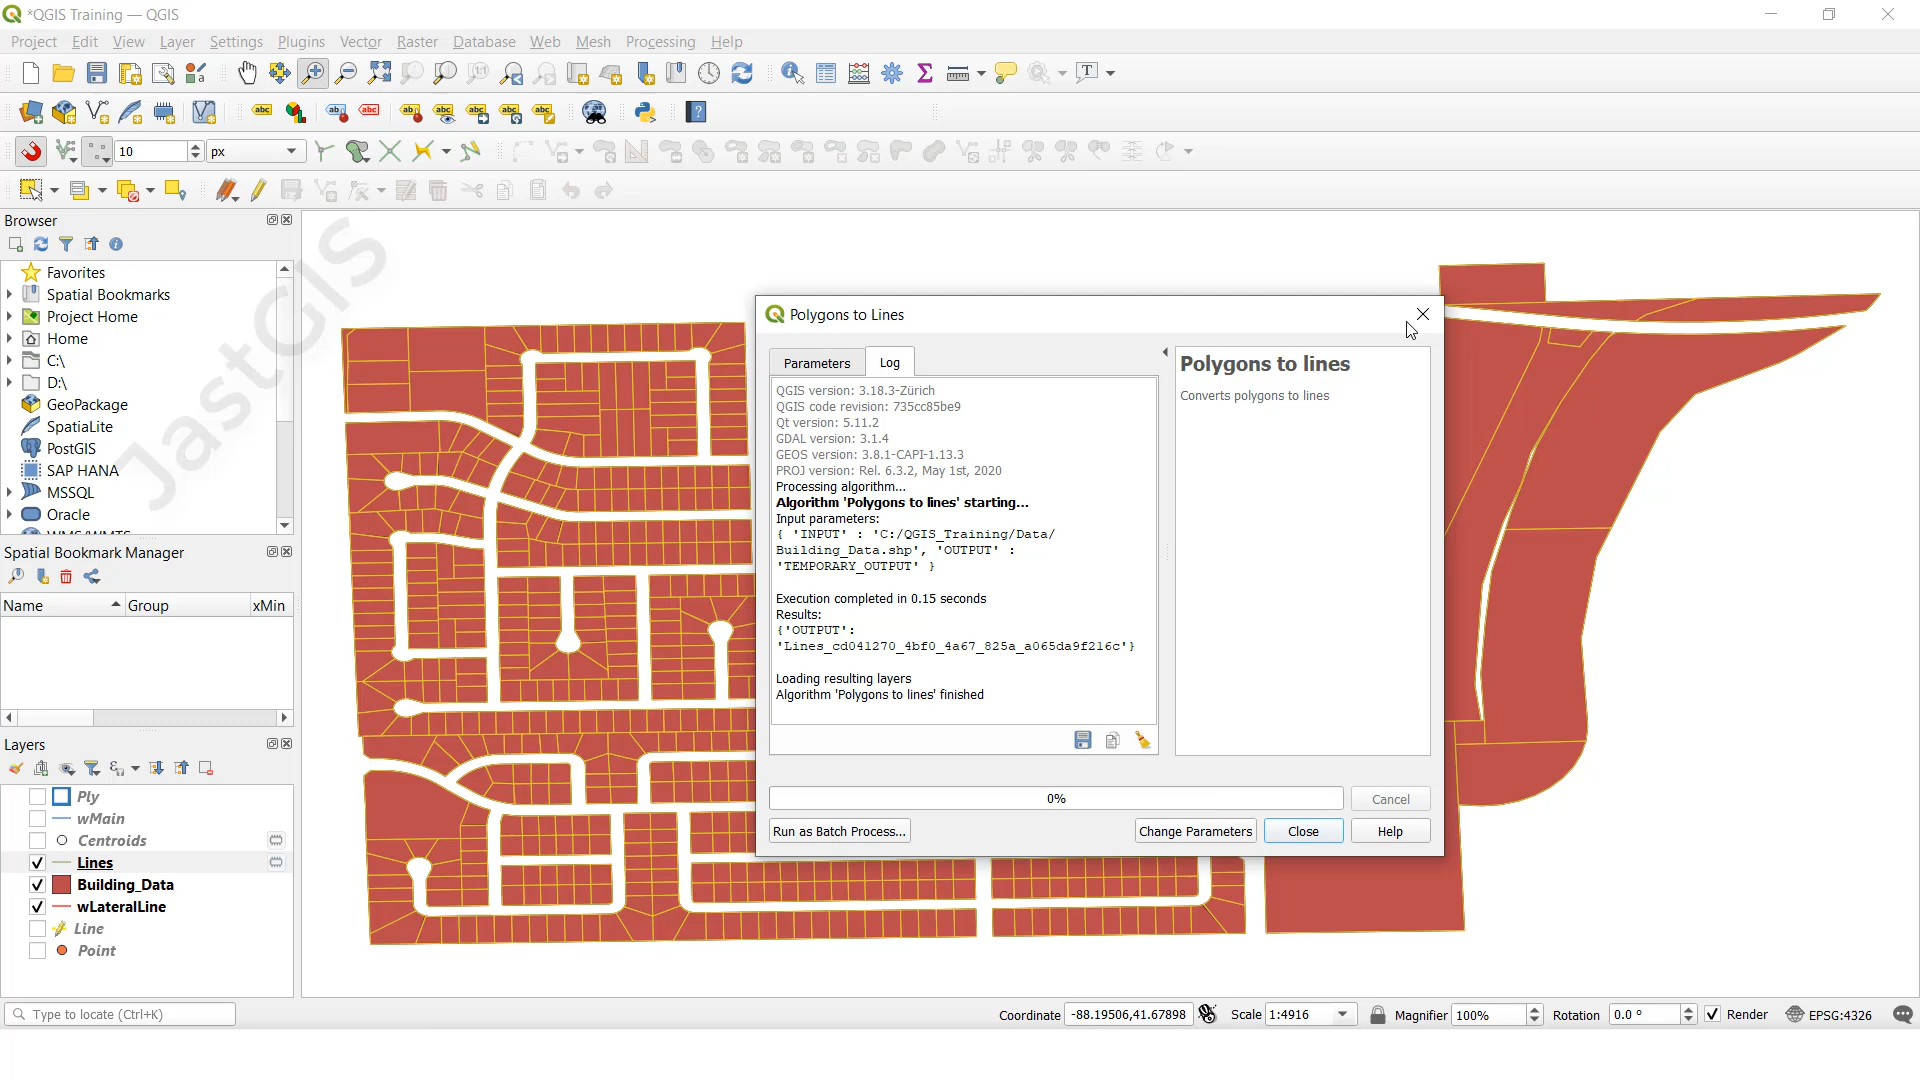 *QGIS Training — QGIS
Project Edit View Layer Settings Plugins Vector Raster Database Web Mesh Processing Help
10 px
Browser
Favorites
Spatial Bookmarks
Project Home
Home
C:\
D:\
GeoPackage
SpatiaLite
PostGIS
SAP HANA
MSSQL
Oracle
WMS/WMTS
JastGIS
Spatial Bookmark Manager
Name Group xMin
Layers
Ply
wMain
Centroids
Lines
Building_Data
wLateralLine
Line
Point
Polygons to Lines
Parameters Log
QGIS version: 3.18.3-Zürich
QGIS code revision: 735cc85be9
Qt version: 5.11.2
GDAL version: 3.1.4
GEOS version: 3.8.1-CAPI-1.13.3
PROJ version: Rel. 6.3.2, May 1st, 2020
Processing algorithm...
Algorithm 'Polygons to lines' starting...
Input parameters:
{ 'INPUT' : 'C:/QGIS_Training/Data/
Building_Data.shp', 'OUTPUT' :
'TEMPORARY_OUTPUT' }
Execution completed in 0.15 seconds
Results:
{'OUTPUT':
'Lines_cd041270_4bf0_4a67_825a_a065da9f216c'}
Loading resulting layers
Algorithm 'Polygons to lines' finished
Polygons to lines
Converts polygons to lines
0%
Cancel
Run as Batch Process...
Change Parameters
Close
Help
Type to locate (Ctrl+K)
Coordinate -88.19506,41.67898 Scale 1:4916 Magnifier 100% Rotation 0.0 ° Render EPSG:4326